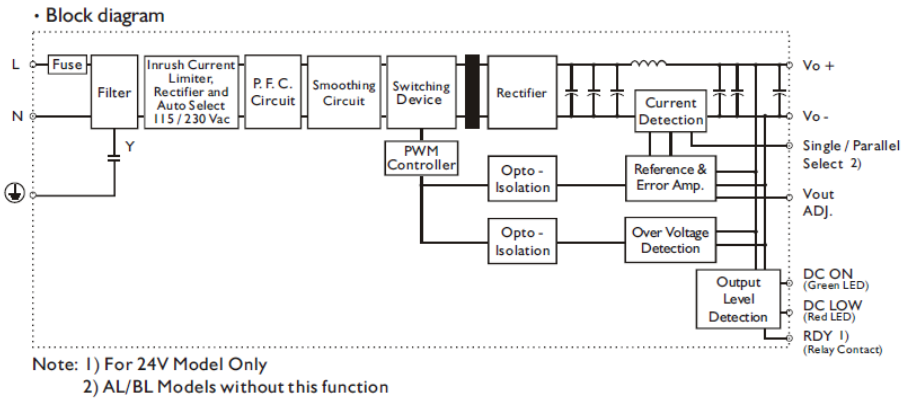 · Block diagram
L
Fuse
Filter
Inrush Current
Limiter,
Rectifier and
Auto Select
115 / 230 Vac
P. F. C.
Circuit
Smoothing
Circuit
Switching
Device
Rectifier
Vo +
N
Current
Detection
Vo -
Y
PWM
Controller
Single / Parallel
Select 2)
Opto -
Isolation
Reference &
Error Amp.
Vout
ADJ.
Opto -
Isolation
Over Voltage
Detection
Output
Level
Detection
DC ON
(Green LED)
DC LOW
(Red LED)
RDY 1)
(Relay Contact)
Note: 1) For 24V Model Only
2) AL/BL Models without this function